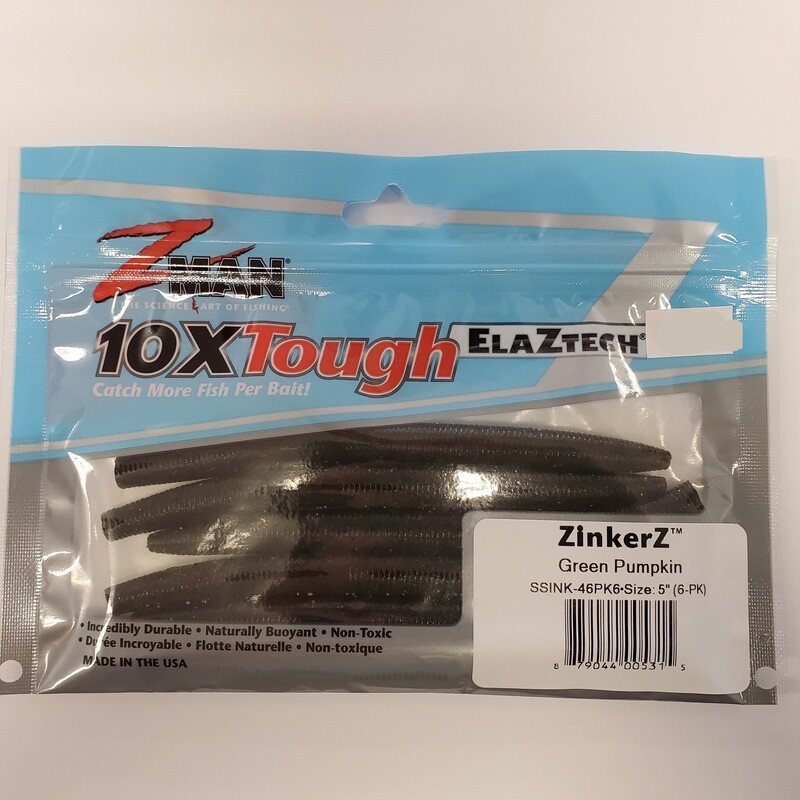 Z MAN®
THE SCIENCE & ART OF FISHING®
10X Tough ELAZTECH®
Catch More Fish Per Bait!
ZinkerZ™
Green Pumpkin
SSINK-46PK6•Size: 5" (6-PK)
• Incredibly Durable • Naturally Buoyant • Non-Toxic
• Durée Incroyable • Flotte Naturelle • Non-toxique
MADE IN THE USA
8 79044 00531 5